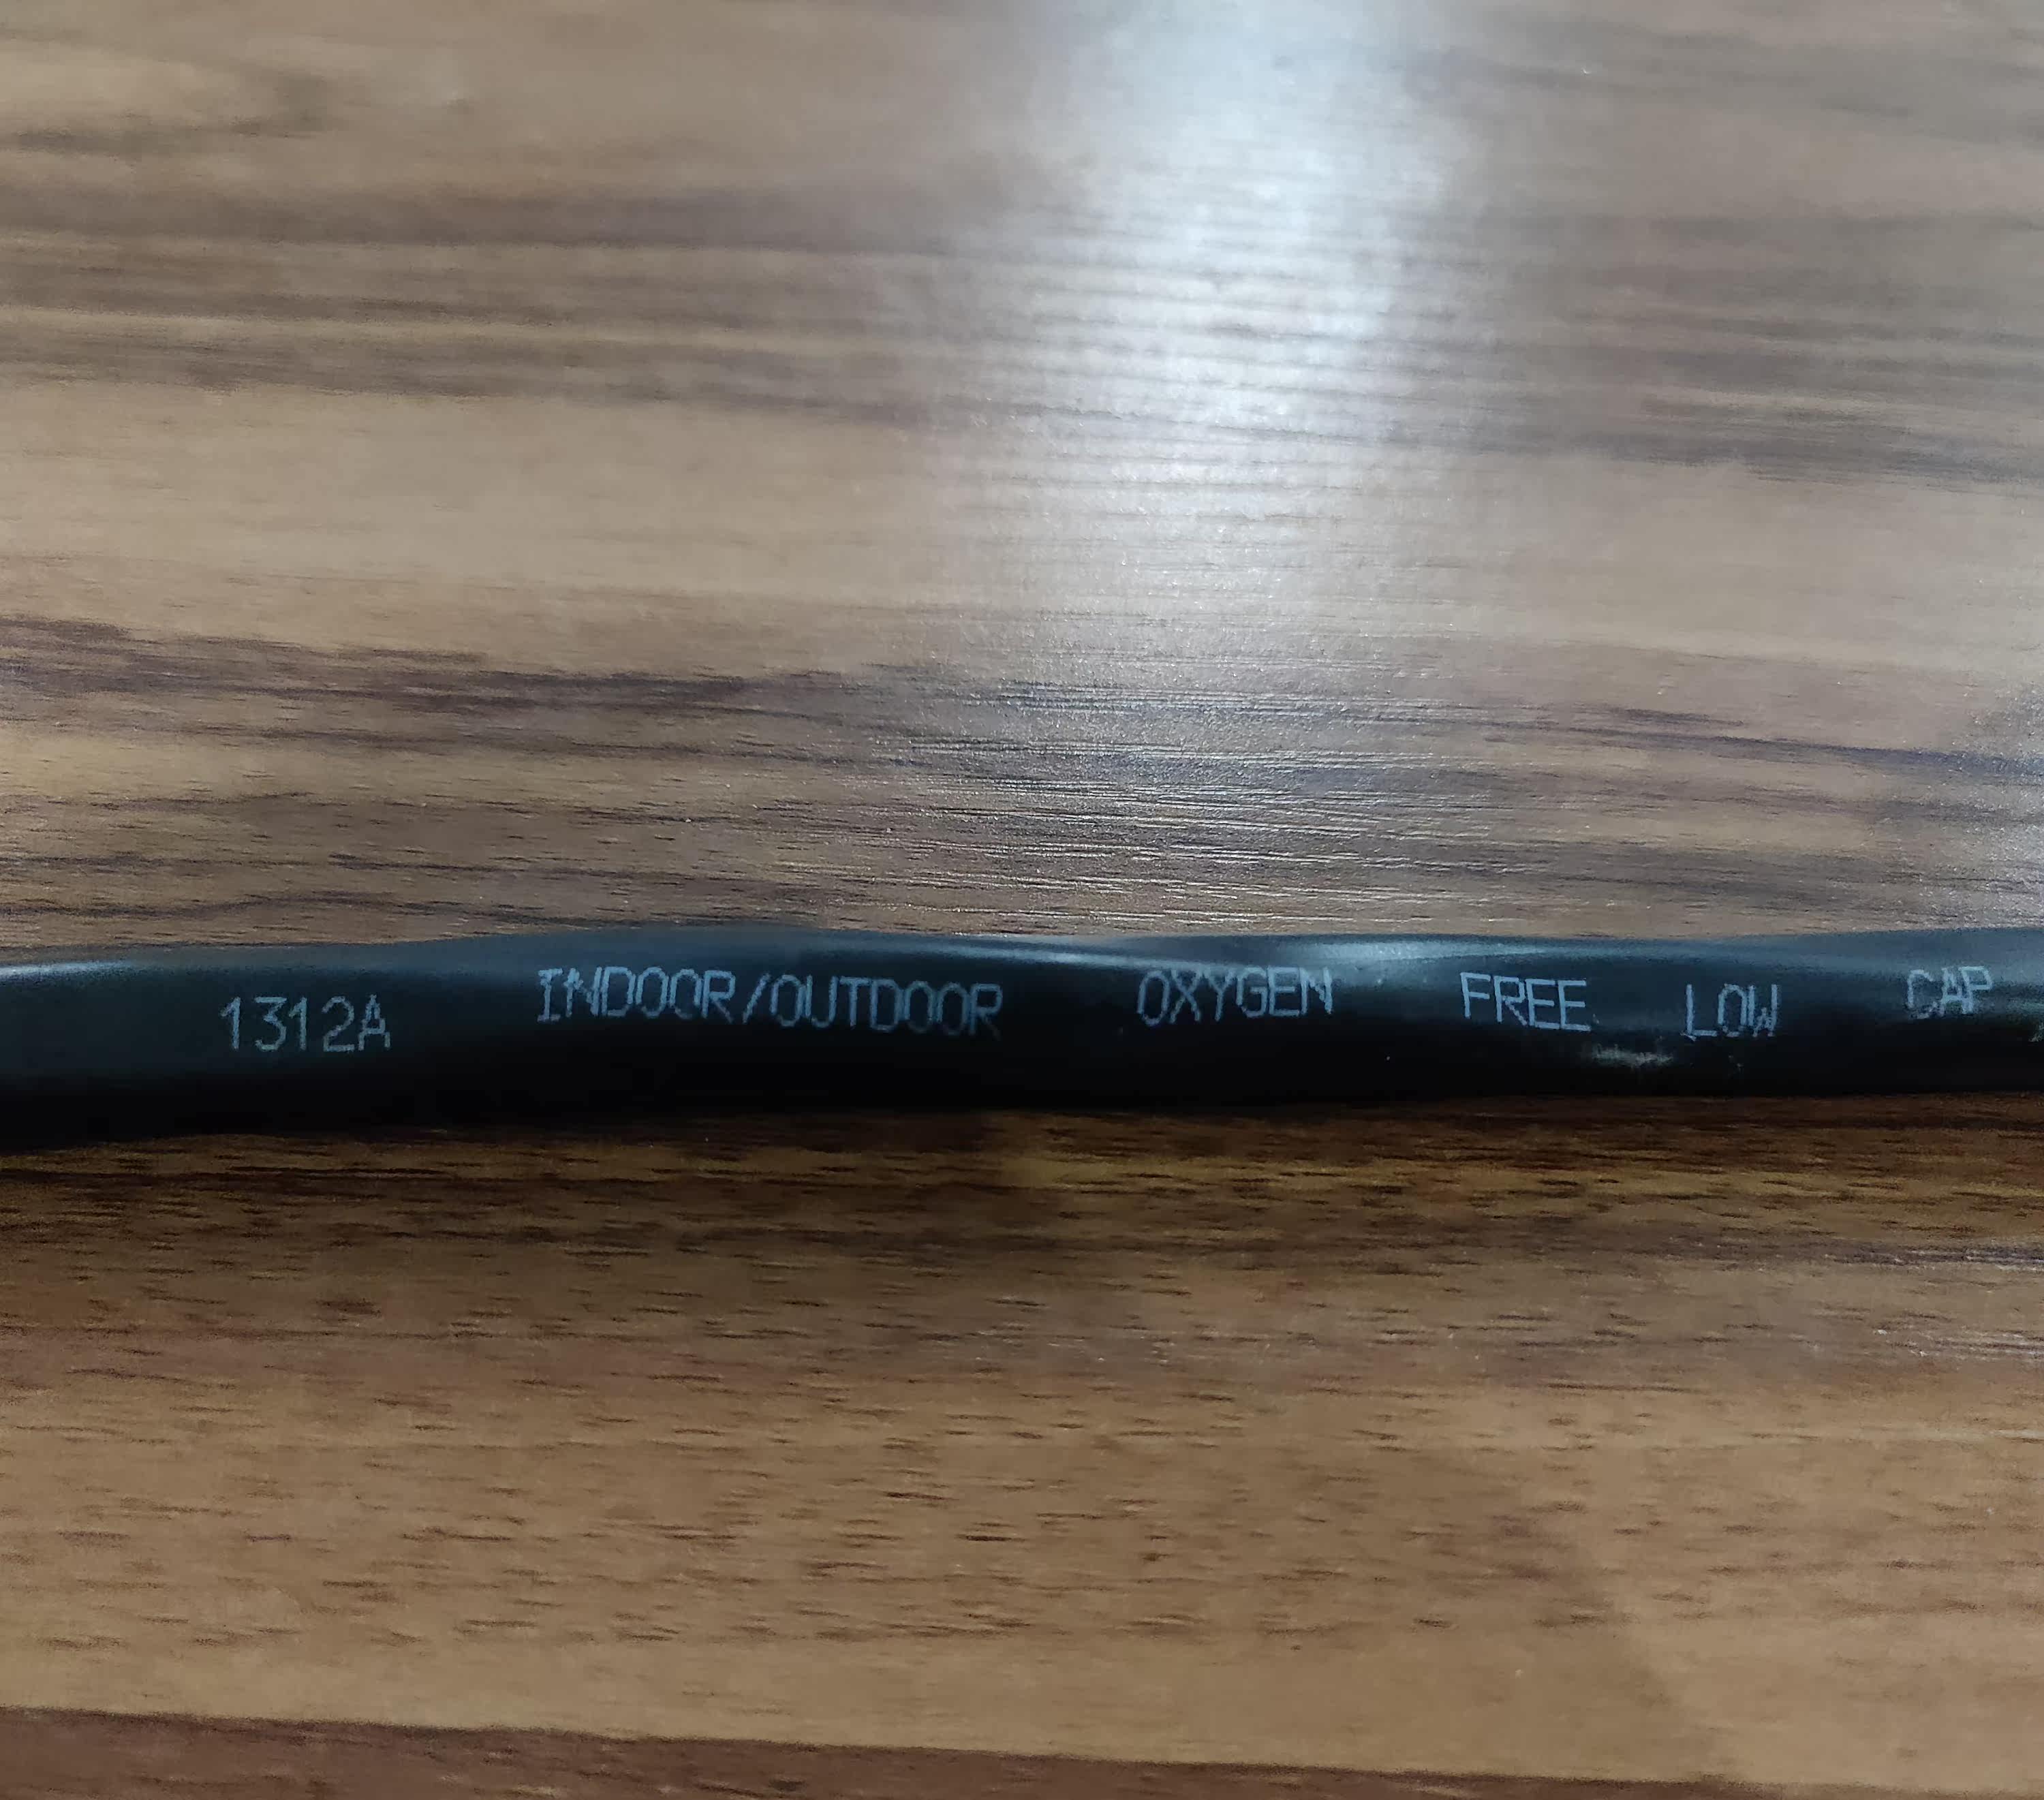 1312A INDOOR/OUTDOOR OXYGEN FREE LOW CAP